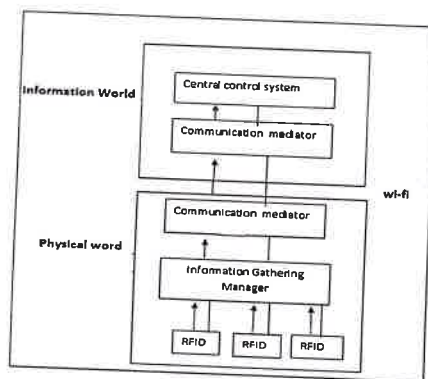 Central control system
Information World
Communication mediator
wi-fi
Communication mediator
Physical word
Information Gathering
Manager
RFID
RFID
RFID